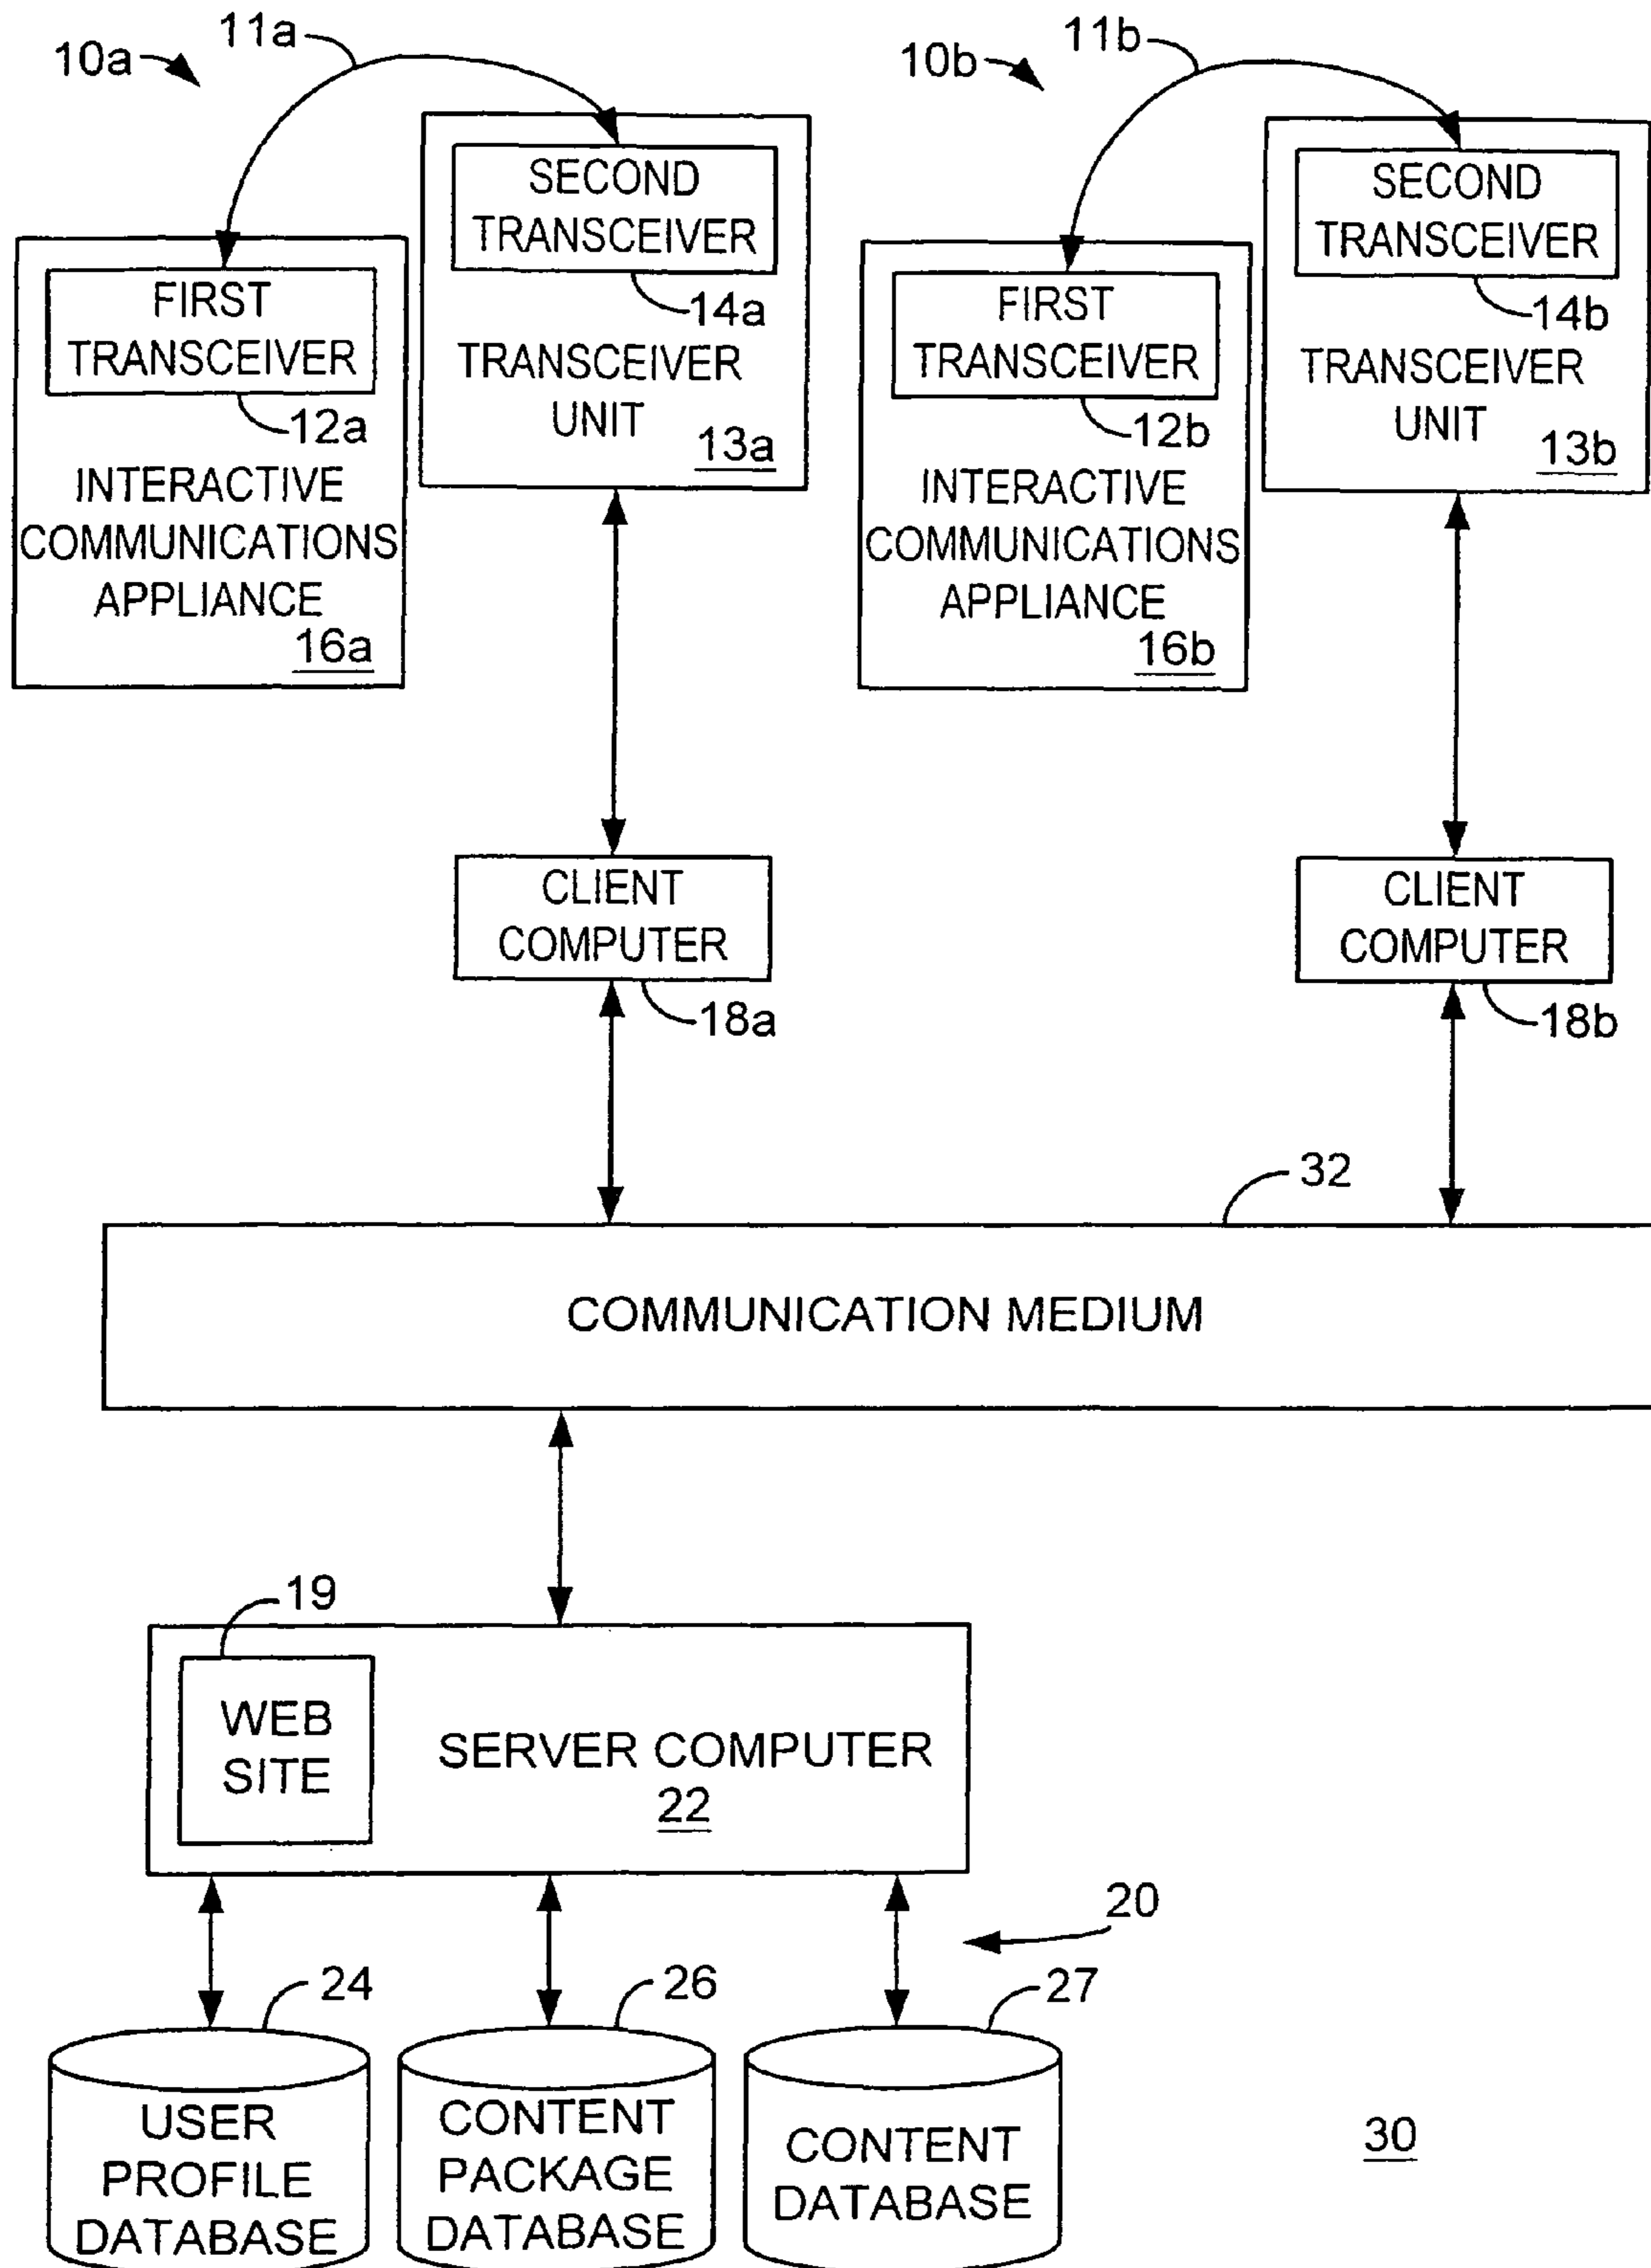 10a
11a
10b
11b
SECOND
TRANSCEIVER
14a
TRANSCEIVER
UNIT
13a
FIRST
TRANSCEIVER
12a
INTERACTIVE
COMMUNICATIONS
APPLIANCE
16a
SECOND
TRANSCEIVER
14b
TRANSCEIVER
UNIT
13b
FIRST
TRANSCEIVER
12b
INTERACTIVE
COMMUNICATIONS
APPLIANCE
16b
CLIENT
COMPUTER
18a
CLIENT
COMPUTER
18b
32
COMMUNICATION MEDIUM
19
WEB
SITE
SERVER COMPUTER
22
20
24
26
27
USER
PROFILE
DATABASE
CONTENT
PACKAGE
DATABASE
CONTENT
DATABASE
30